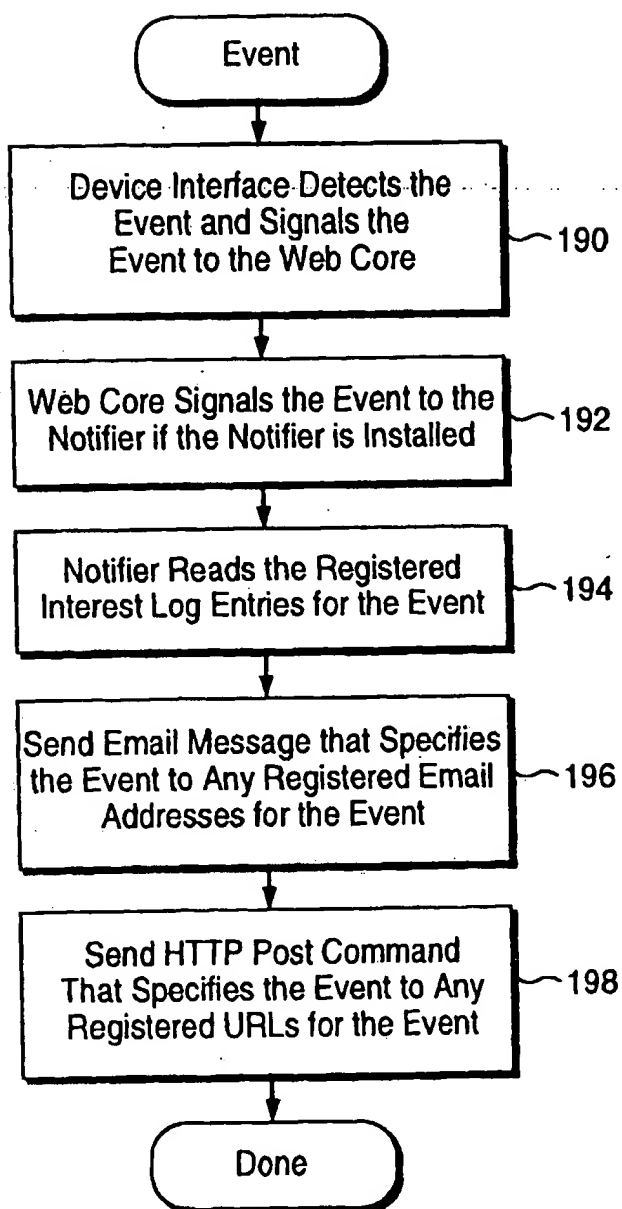 Event
Device Interface Detects the
Event and Signals the
Event to the Web Core
190
Web Core Signals the Event to the
Notifier if the Notifier is Installed
192
Notifier Reads the Registered
Interest Log Entries for the Event
194
Send Email Message that Specifies
the Event to Any Registered Email
Addresses for the Event
196
Send HTTP Post Command
That Specifies the Event to Any
Registered URLs for the Event
198
Done